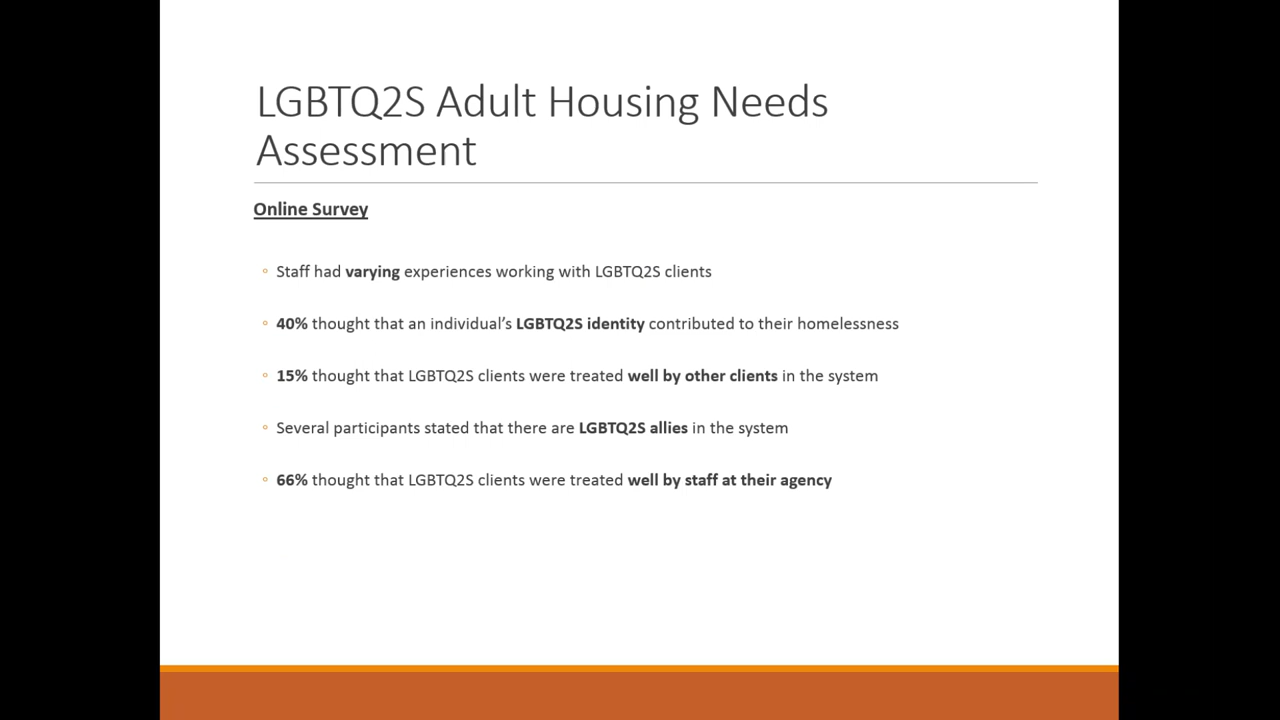 LGBTQ2S Adult Housing Needs
Assessment
Online Survey
◦ Staff had varying experiences working with LGBTQ2S clients
◦ 40% thought that an individual’s LGBTQ2S identity contributed to their homelessness
◦ 15% thought that LGBTQ2S clients were treated well by other clients in the system
◦ Several participants stated that there are LGBTQ2S allies in the system
◦ 66% thought that LGBTQ2S clients were treated well by staff at their agency